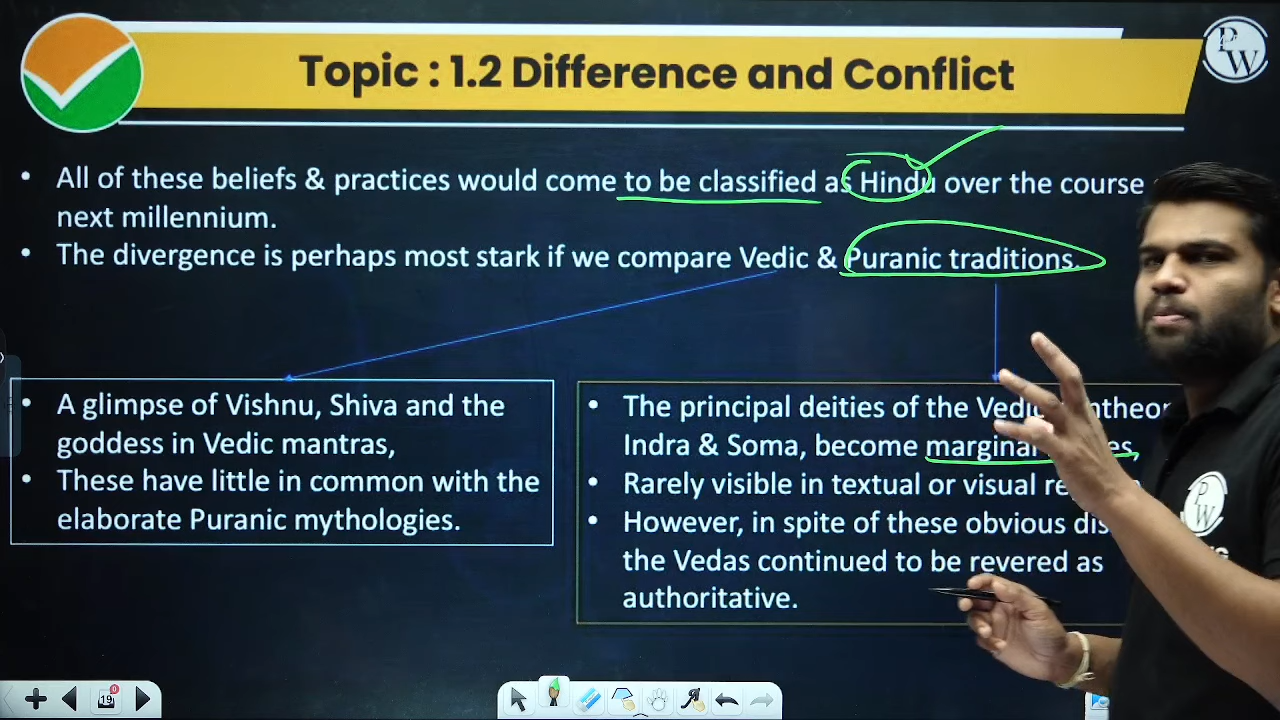 Topic : 1.2 Difference and Conflict
PW
• All of these beliefs & practices would come to be classified as Hindu over the course
next millennium.
• The divergence is perhaps most stark if we compare Vedic & Puranic traditions.
• A glimpse of Vishnu, Shiva and the
goddess in Vedic mantras,
• These have little in common with the
elaborate Puranic mythologies.
• The principal deities of the Vedic
Indra & Soma, become marginal
• Rarely visible in textual or visual
• However, in spite of these obvious
the Vedas continued to be revered as
authoritative.
PW
19